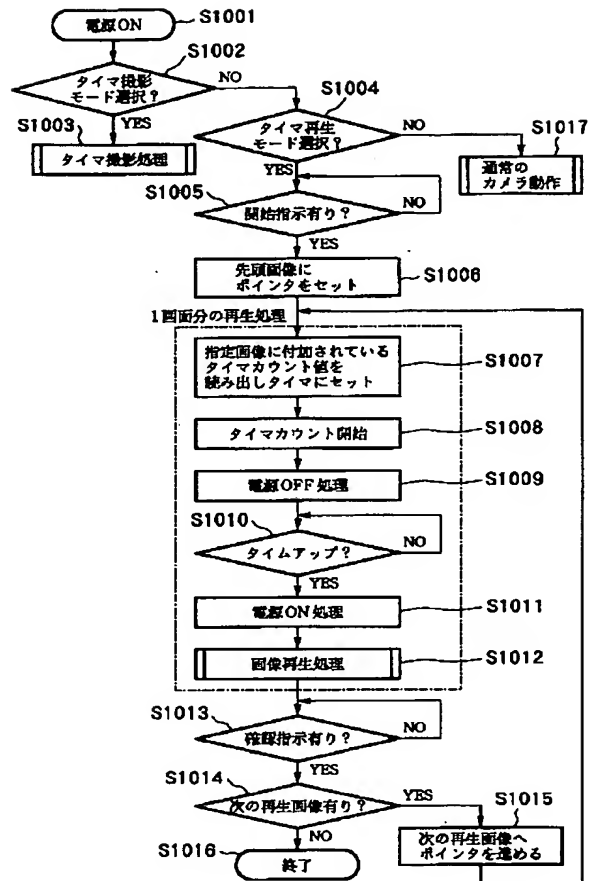 電源ON
S1001
S1002
タイマ撮影
モード選択?
NO
S1004
YES
S1003
タイマ撮影処理
タイマ再生
モード選択?
NO
S1017
通常の
カメラ動作
YES
S1005
開始指示有り?
NO
YES
先頭画像に
ポインタをセット
S1006
1回面分の再生処理
指定画像に付加されている
タイマカウント値を
読み出しタイマにセット
S1007
タイマカウント開始
S1008
電源OFF処理
S1009
S1010
タイムアップ?
NO
YES
電源ON処理
S1011
画像再生処理
S1012
S1013
確認指示有り?
NO
YES
S1014
次の再生画像有り?
YES
S1015
次の再生画像へ
ポインタを進める
NO
S1016
終了